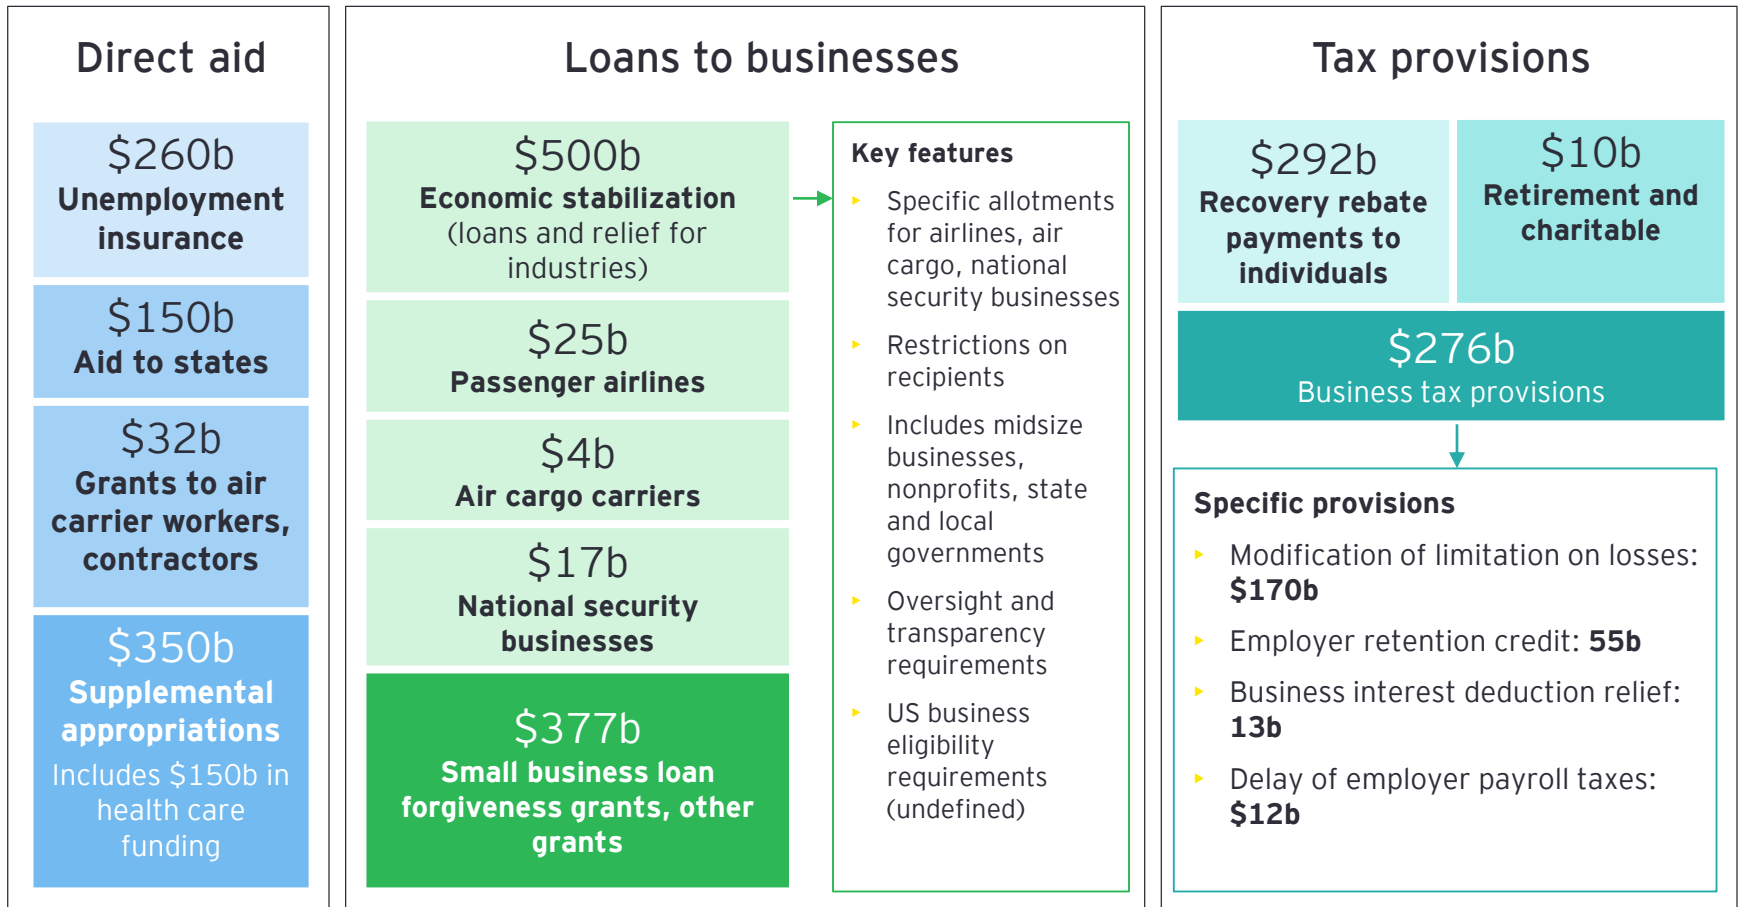 Direct aid
$260b
Unemployment
insurance
$150b
Aid to states
$32b
Grants to air
carrier workers,
contractors
$350b
Supplemental
appropriations
Includes $150b in
health care
funding
Loans to businesses
$500b
Economic stabilization
(loans and relief for
industries)
$25b
Passenger airlines
$4b
Air cargo carriers
$17b
National security
businesses
$377b
Small business loan
forgiveness grants, other
grants
Key features
Specific allotments
for airlines, air
cargo, national
security businesses
Restrictions on
recipients
Includes midsize
businesses,
nonprofits, state
and local
governments
Oversight and
transparency
requirements
US business
eligibility
requirements
(undefined)
Tax provisions
$292b
Recovery rebate
payments to
individuals
$10b
Retirement and
charitable
$276b
Business tax provisions
Specific provisions
Modification of limitation on losses:
$170b
Employer retention credit: 55b
Business interest deduction relief:
13b
Delay of employer payroll taxes:
$12b